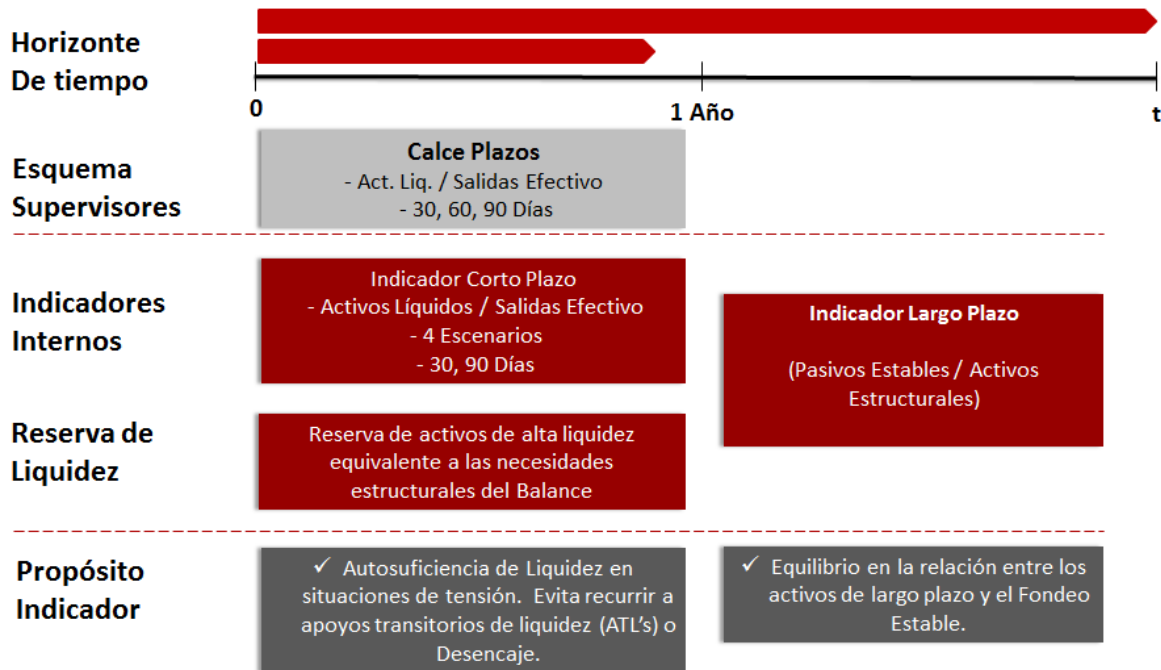 Horizonte
De tiempo
0
1 Año
t
Esquema
Supervisores
Calce Plazos
- Act. Liq. / Salidas Efectivo
- 30, 60, 90 Días
Indicadores
Internos
Indicador Corto Plazo
- Activos Líquidos / Salidas Efectivo
- 4 Escenarios
- 30, 90 Días
Indicador Largo Plazo
(Pasivos Estables / Activos
Estructurales)
Reserva de
Liquidez
Reserva de activos de alta liquidez
equivalente a las necesidades
estructurales del Balance
Propósito
Indicador
✓ Autosuficiencia de Liquidez en
situaciones de tensión. Evita recurrir a
apoyos transitorios de liquidez (ATL's) o
Desencaje.
✓ Equilibrio en la relación entre los
activos de largo plazo y el Fondeo
Estable.